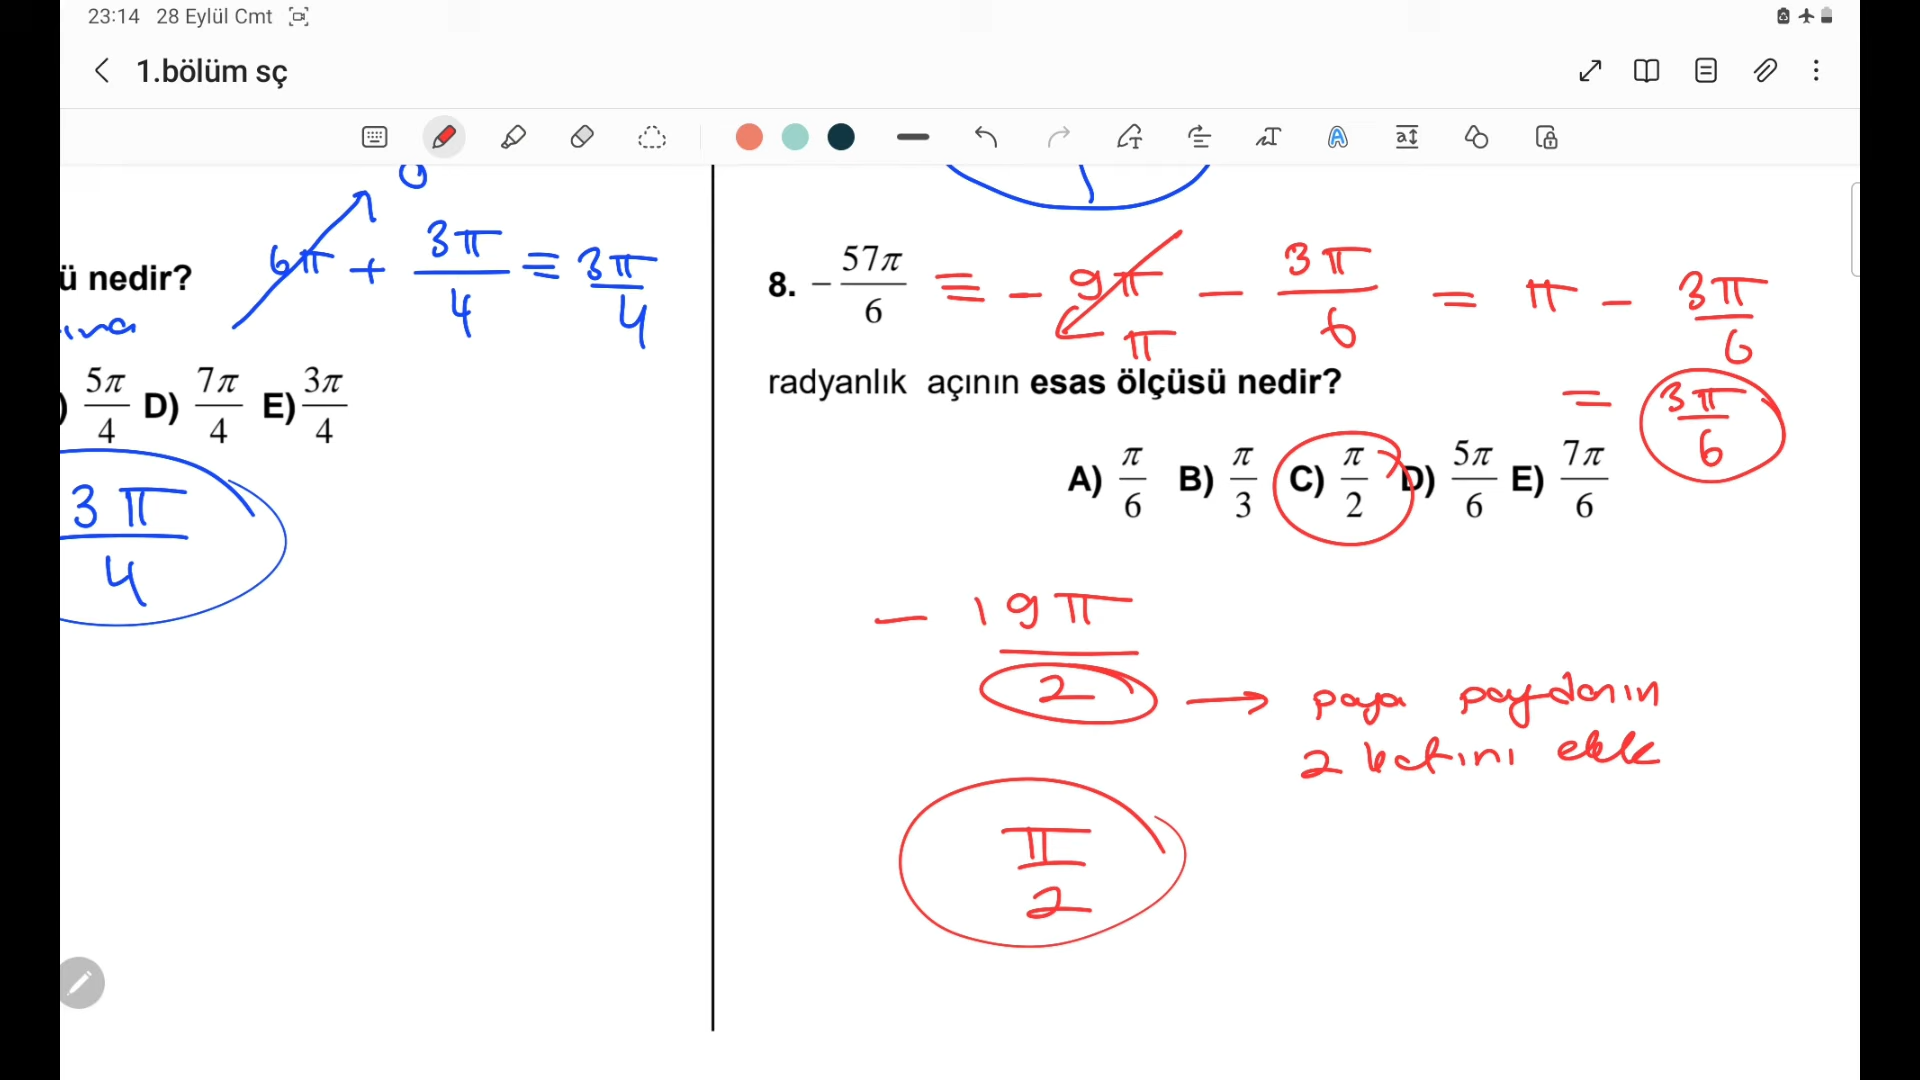 23:14 28 Eylül Cmt
1.bölüm sç
6π + 3π/4 ≡ 3π/4
ü nedir?
) 5π/4 D) 7π/4 E) 3π/4
3π/4
8. -57π/6 ≡ - 9π - 3π/6 = π - 3π/6
π
radyanlık açının esas ölçüsü nedir?
= 3π/6
A) π/6 B) π/3 C) π/2 D) 5π/6 E) 7π/6
- 19π/2 → paya paydanın
2 katını ekle
π/2